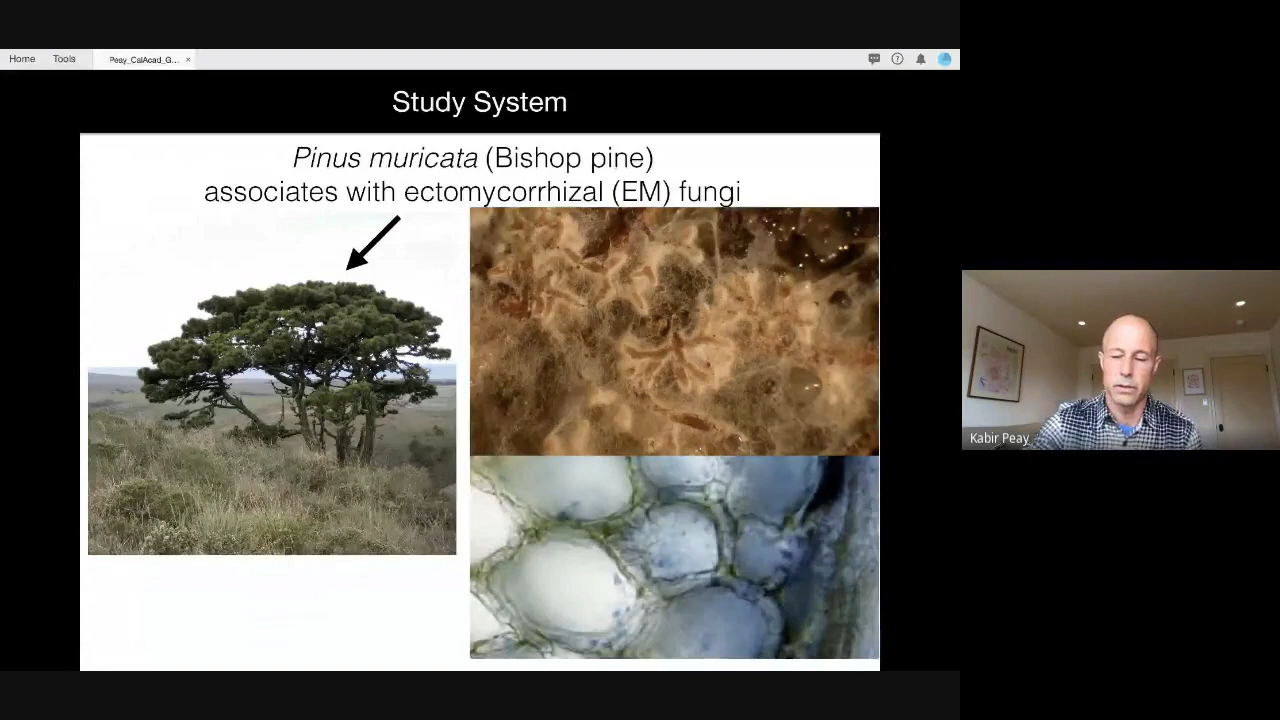 Home Tools Peay_CalAcad_G... ×
Study System
Pinus muricata (Bishop pine)
associates with ectomycorrhizal (EM) fungi
Kabir Peay